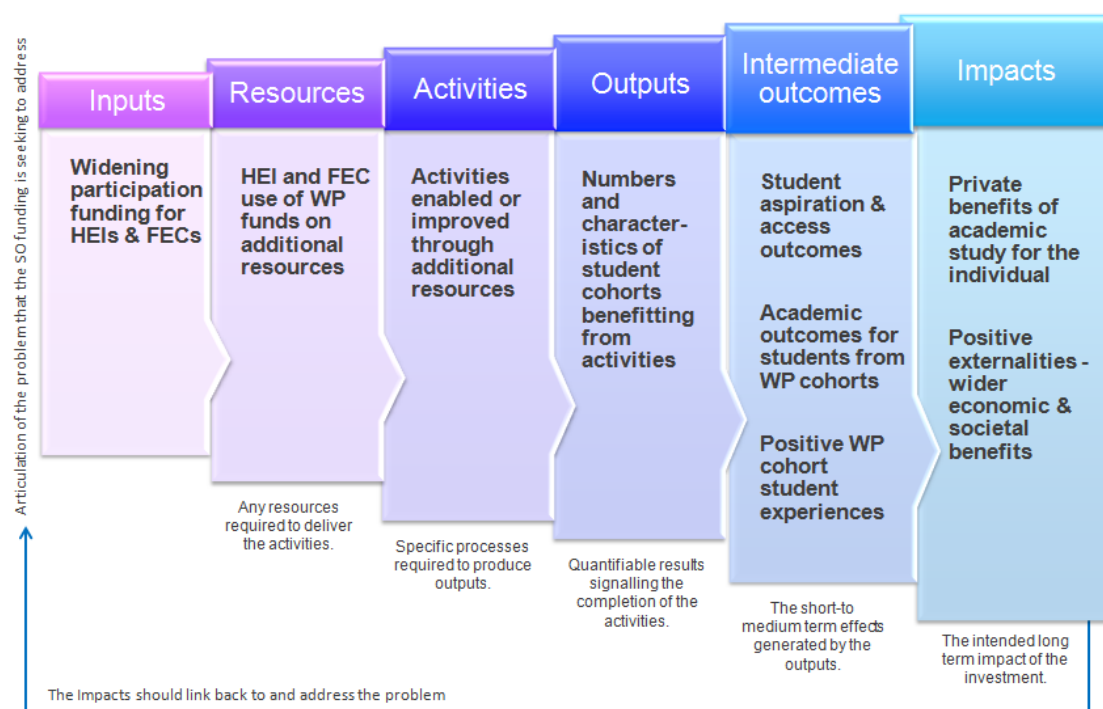 Articulation of the problem that the SO funding is seeking to address
Inputs
Widening
participation
funding for
HEIs & FECs
Resources
HEI and FEC
use of WP
funds on
additional
resources
Any resources
required to deliver
the activities.
Activities
Activities
enabled or
improved
through
additional
resources
Specific processes
required to produce
outputs.
Outputs
Numbers
and
character-
istics of
student
cohorts
benefitting
from
activities
Quantifiable results
signalling the
completion of the
activities.
Intermediate
outcomes
Student
aspiration &
access
outcomes
Academic
outcomes for
students from
WP cohorts
Positive WP
cohort
student
experiences
The short-to
medium term effects
generated by the
outputs.
Impacts
Private
benefits of
academic
study for the
individual
Positive
externalities -
wider
economic &
societal
benefits
The intended long
term impact of the
investment.
The Impacts should link back to and address the problem